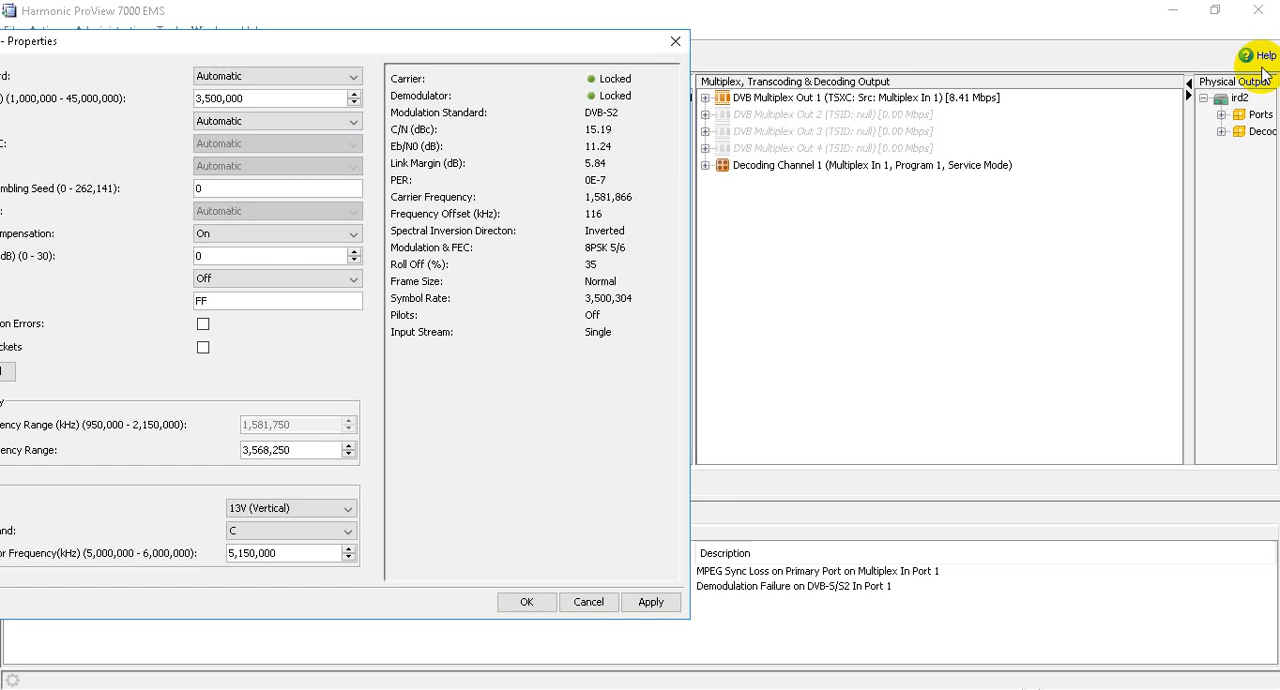 Harmonic ProView 7000 EMS
- Properties
Help
rd:
Automatic
) (1,000,000 - 45,000,000):
3,500,000
Automatic
C:
Automatic
Automatic
mbling Seed (0 - 262,141):
0
:
Automatic
mpensation:
On
dB) (0 - 30):
0
Off
FF
on Errors:
ckets
y
ency Range (kHz) (950,000 - 2,150,000):
1,581,750
ency Range:
3,568,250
13V (Vertical)
and:
C
or Frequency(kHz) (5,000,000 - 6,000,000):
5,150,000
Carrier: Locked
Demodulator: Locked
Modulation Standard: DVB-S2
C/N (dBc): 15.19
Eb/N0 (dB): 11.24
Link Margin (dB): 5.84
PER: 0E-7
Carrier Frequency: 1,581,866
Frequency Offset (kHz): 116
Spectral Inversion Directon: Inverted
Modulation & FEC: 8PSK 5/6
Roll Off (%): 35
Frame Size: Normal
Symbol Rate: 3,500,304
Pilots: Off
Input Stream: Single
OK Cancel Apply
Multiplex, Transcoding & Decoding Output
DVB Multiplex Out 1 (TSXC: Src: Multiplex In 1) [8.41 Mbps]
DVB Multiplex Out 2 (TSID: null) [0.00 Mbps]
DVB Multiplex Out 3 (TSID: null) [0.00 Mbps]
DVB Multiplex Out 4 (TSID: null) [0.00 Mbps]
Decoding Channel 1 (Multiplex In 1, Program 1, Service Mode)
Physical Outpu
ird2
Ports
Decod
Description
MPEG Sync Loss on Primary Port on Multiplex In Port 1
Demodulation Failure on DVB-S/S2 In Port 1